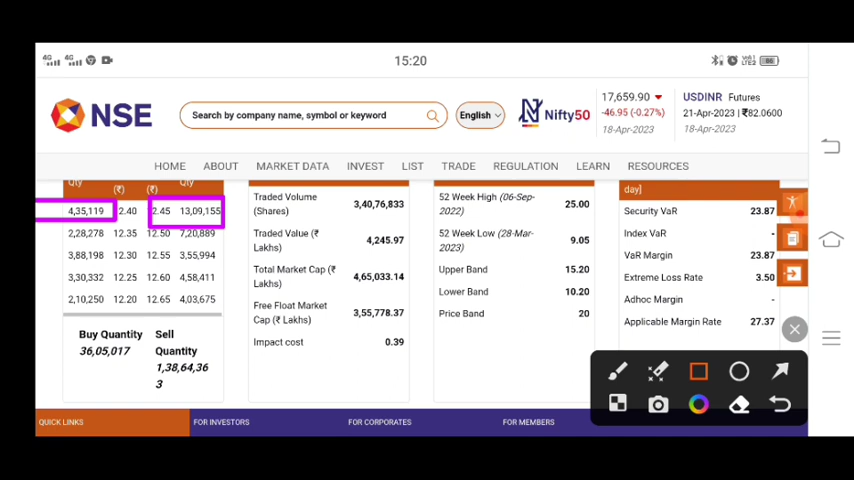 4G 4G 15:20 VoLTE LTE2
NSE Search by company name, symbol or keyword English Nifty50 17,659.90 -46.95 (-0.27%) 18-Apr-2023 USDINR Futures 21-Apr-2023 | ₹82.0600 18-Apr-2023
HOME ABOUT MARKET DATA INVEST LIST TRADE REGULATION LEARN RESOURCES
Qty (₹) (₹) Qty
4,35,119 2.40 2.45 13,09,155
2,28,278 12.35 12.50 7,20,889
3,88,198 12.30 12.55 3,55,994
3,30,332 12.25 12.60 4,58,411
2,10,250 12.20 12.65 4,03,675
Buy Quantity 36,05,017
Sell Quantity 1,38,64,363
Traded Volume (Shares) 3,40,76,833
Traded Value (₹ Lakhs) 4,245.97
Total Market Cap (₹ Lakhs) 4,65,033.14
Free Float Market Cap (₹ Lakhs) 3,55,778.37
Impact cost 0.39
52 Week High (06-Sep-2022) 25.00
52 Week Low (28-Mar-2023) 9.05
Upper Band 15.20
Lower Band 10.20
Price Band 20
day]
Security VaR 23.87
Index VaR -
VaR Margin 23.87
Extreme Loss Rate 3.50
Adhoc Margin -
Applicable Margin Rate 27.37
QUICK LINKS FOR INVESTORS FOR CORPORATES FOR MEMBERS